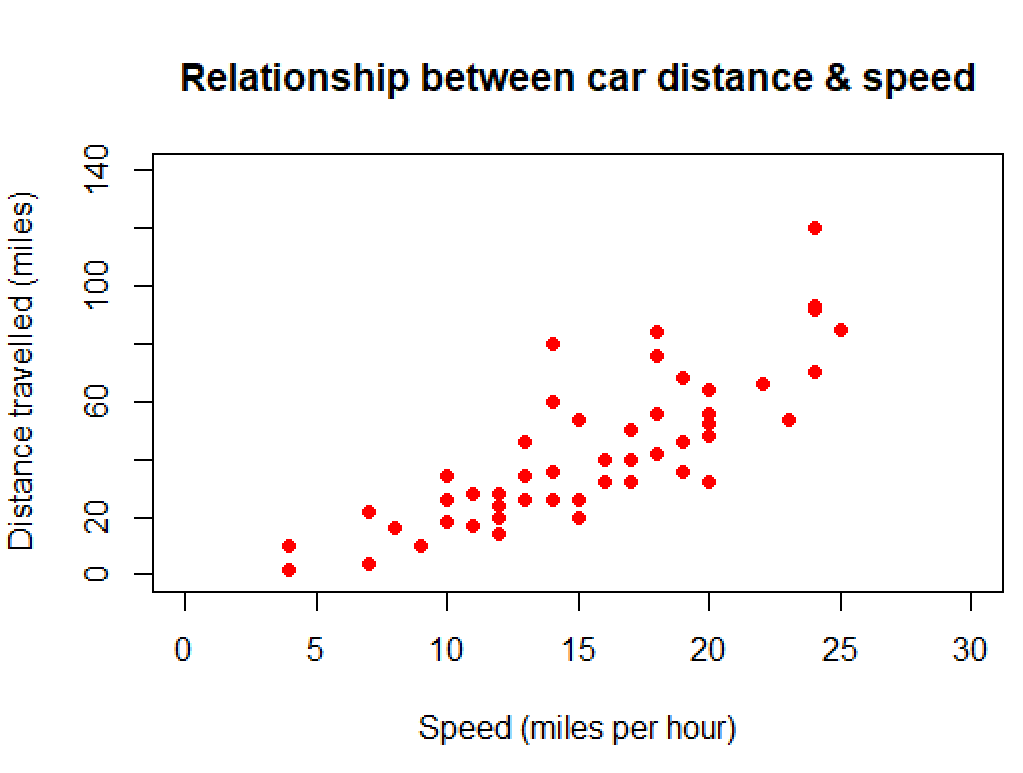 Relationship between car distance & speed
Distance travelled (miles)
140
100
60
20
0
0 5 10 15 20 25 30
Speed (miles per hour)